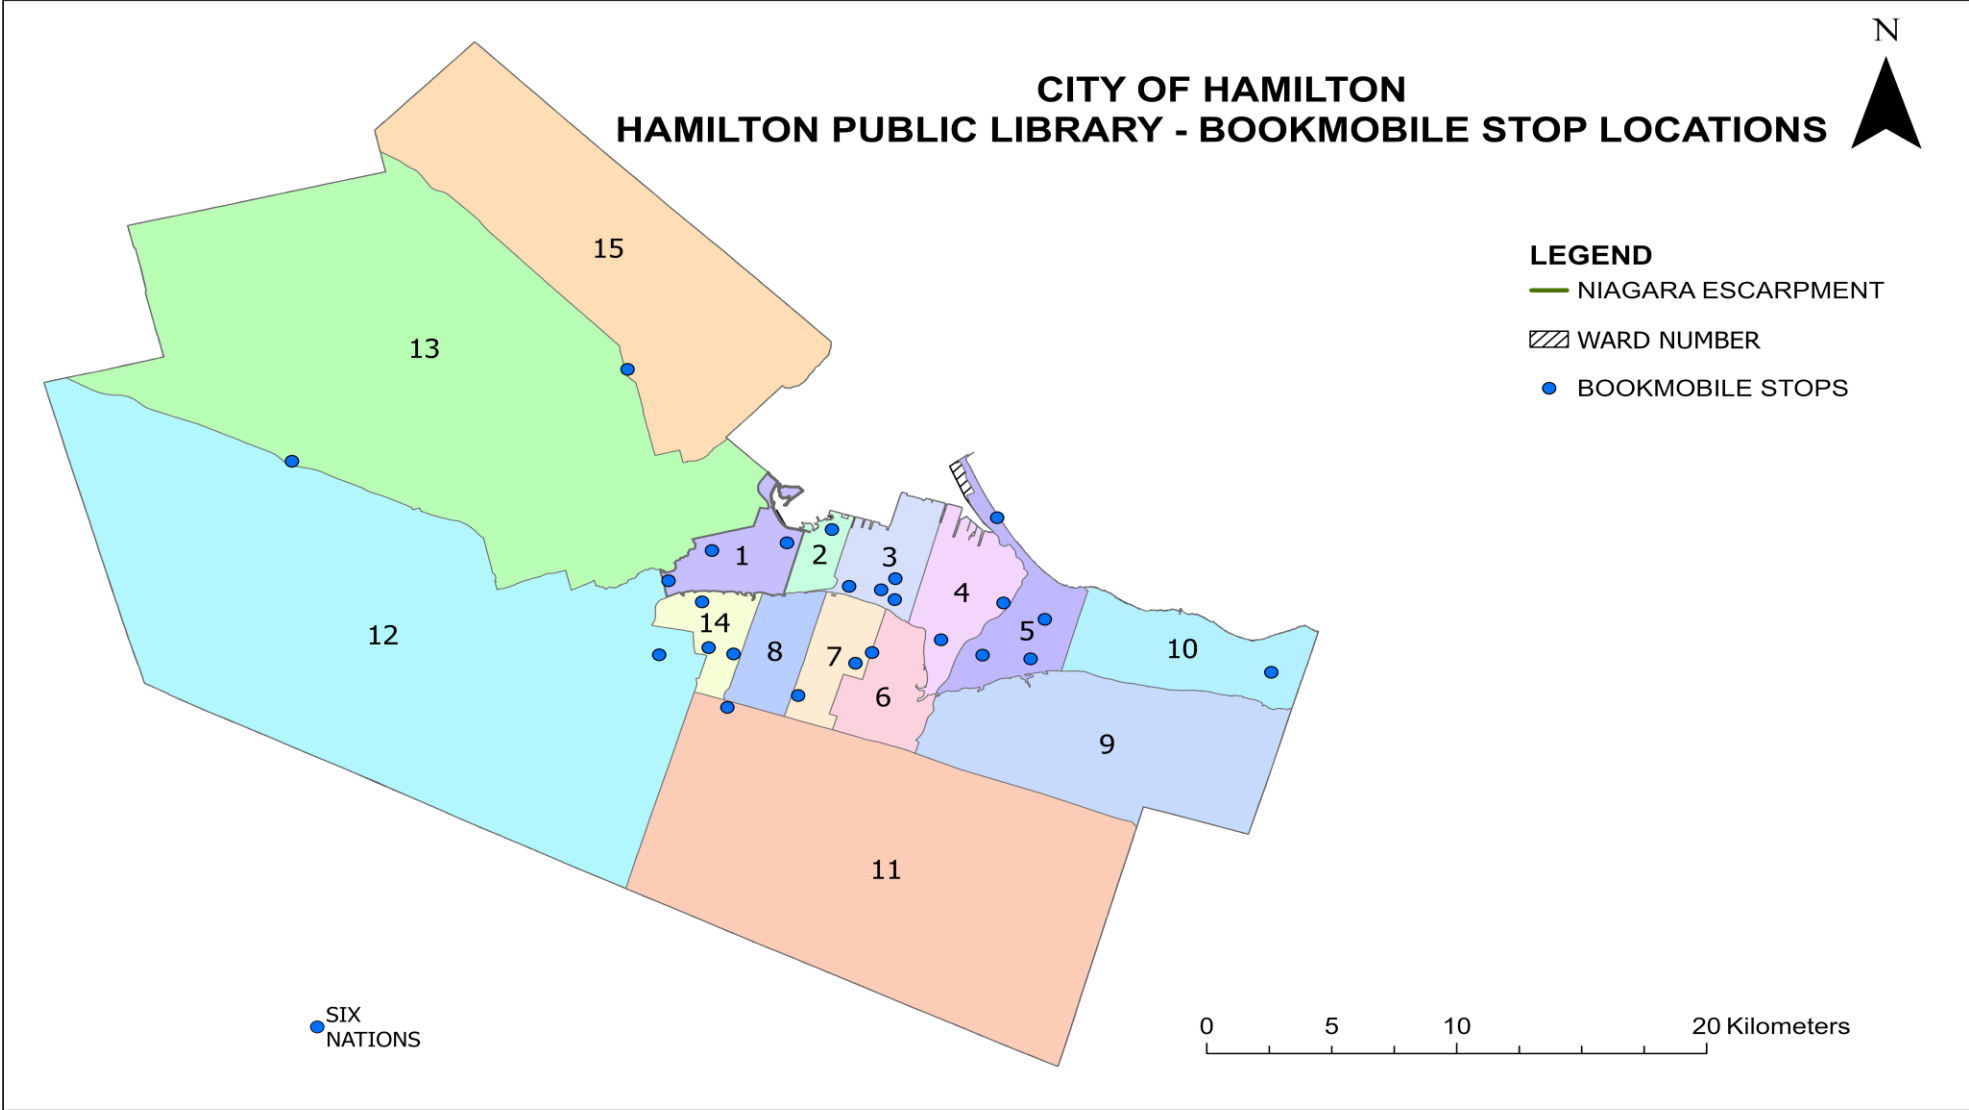 N
CITY OF HAMILTON
HAMILTON PUBLIC LIBRARY - BOOKMOBILE STOP LOCATIONS
15
LEGEND
NIAGARA ESCARPMENT
WARD NUMBER
BOOKMOBILE STOPS
13
1
2
3
4
5
12
14
8
7
6
10
9
11
SIX
NATIONS
0 5 10 20 Kilometers